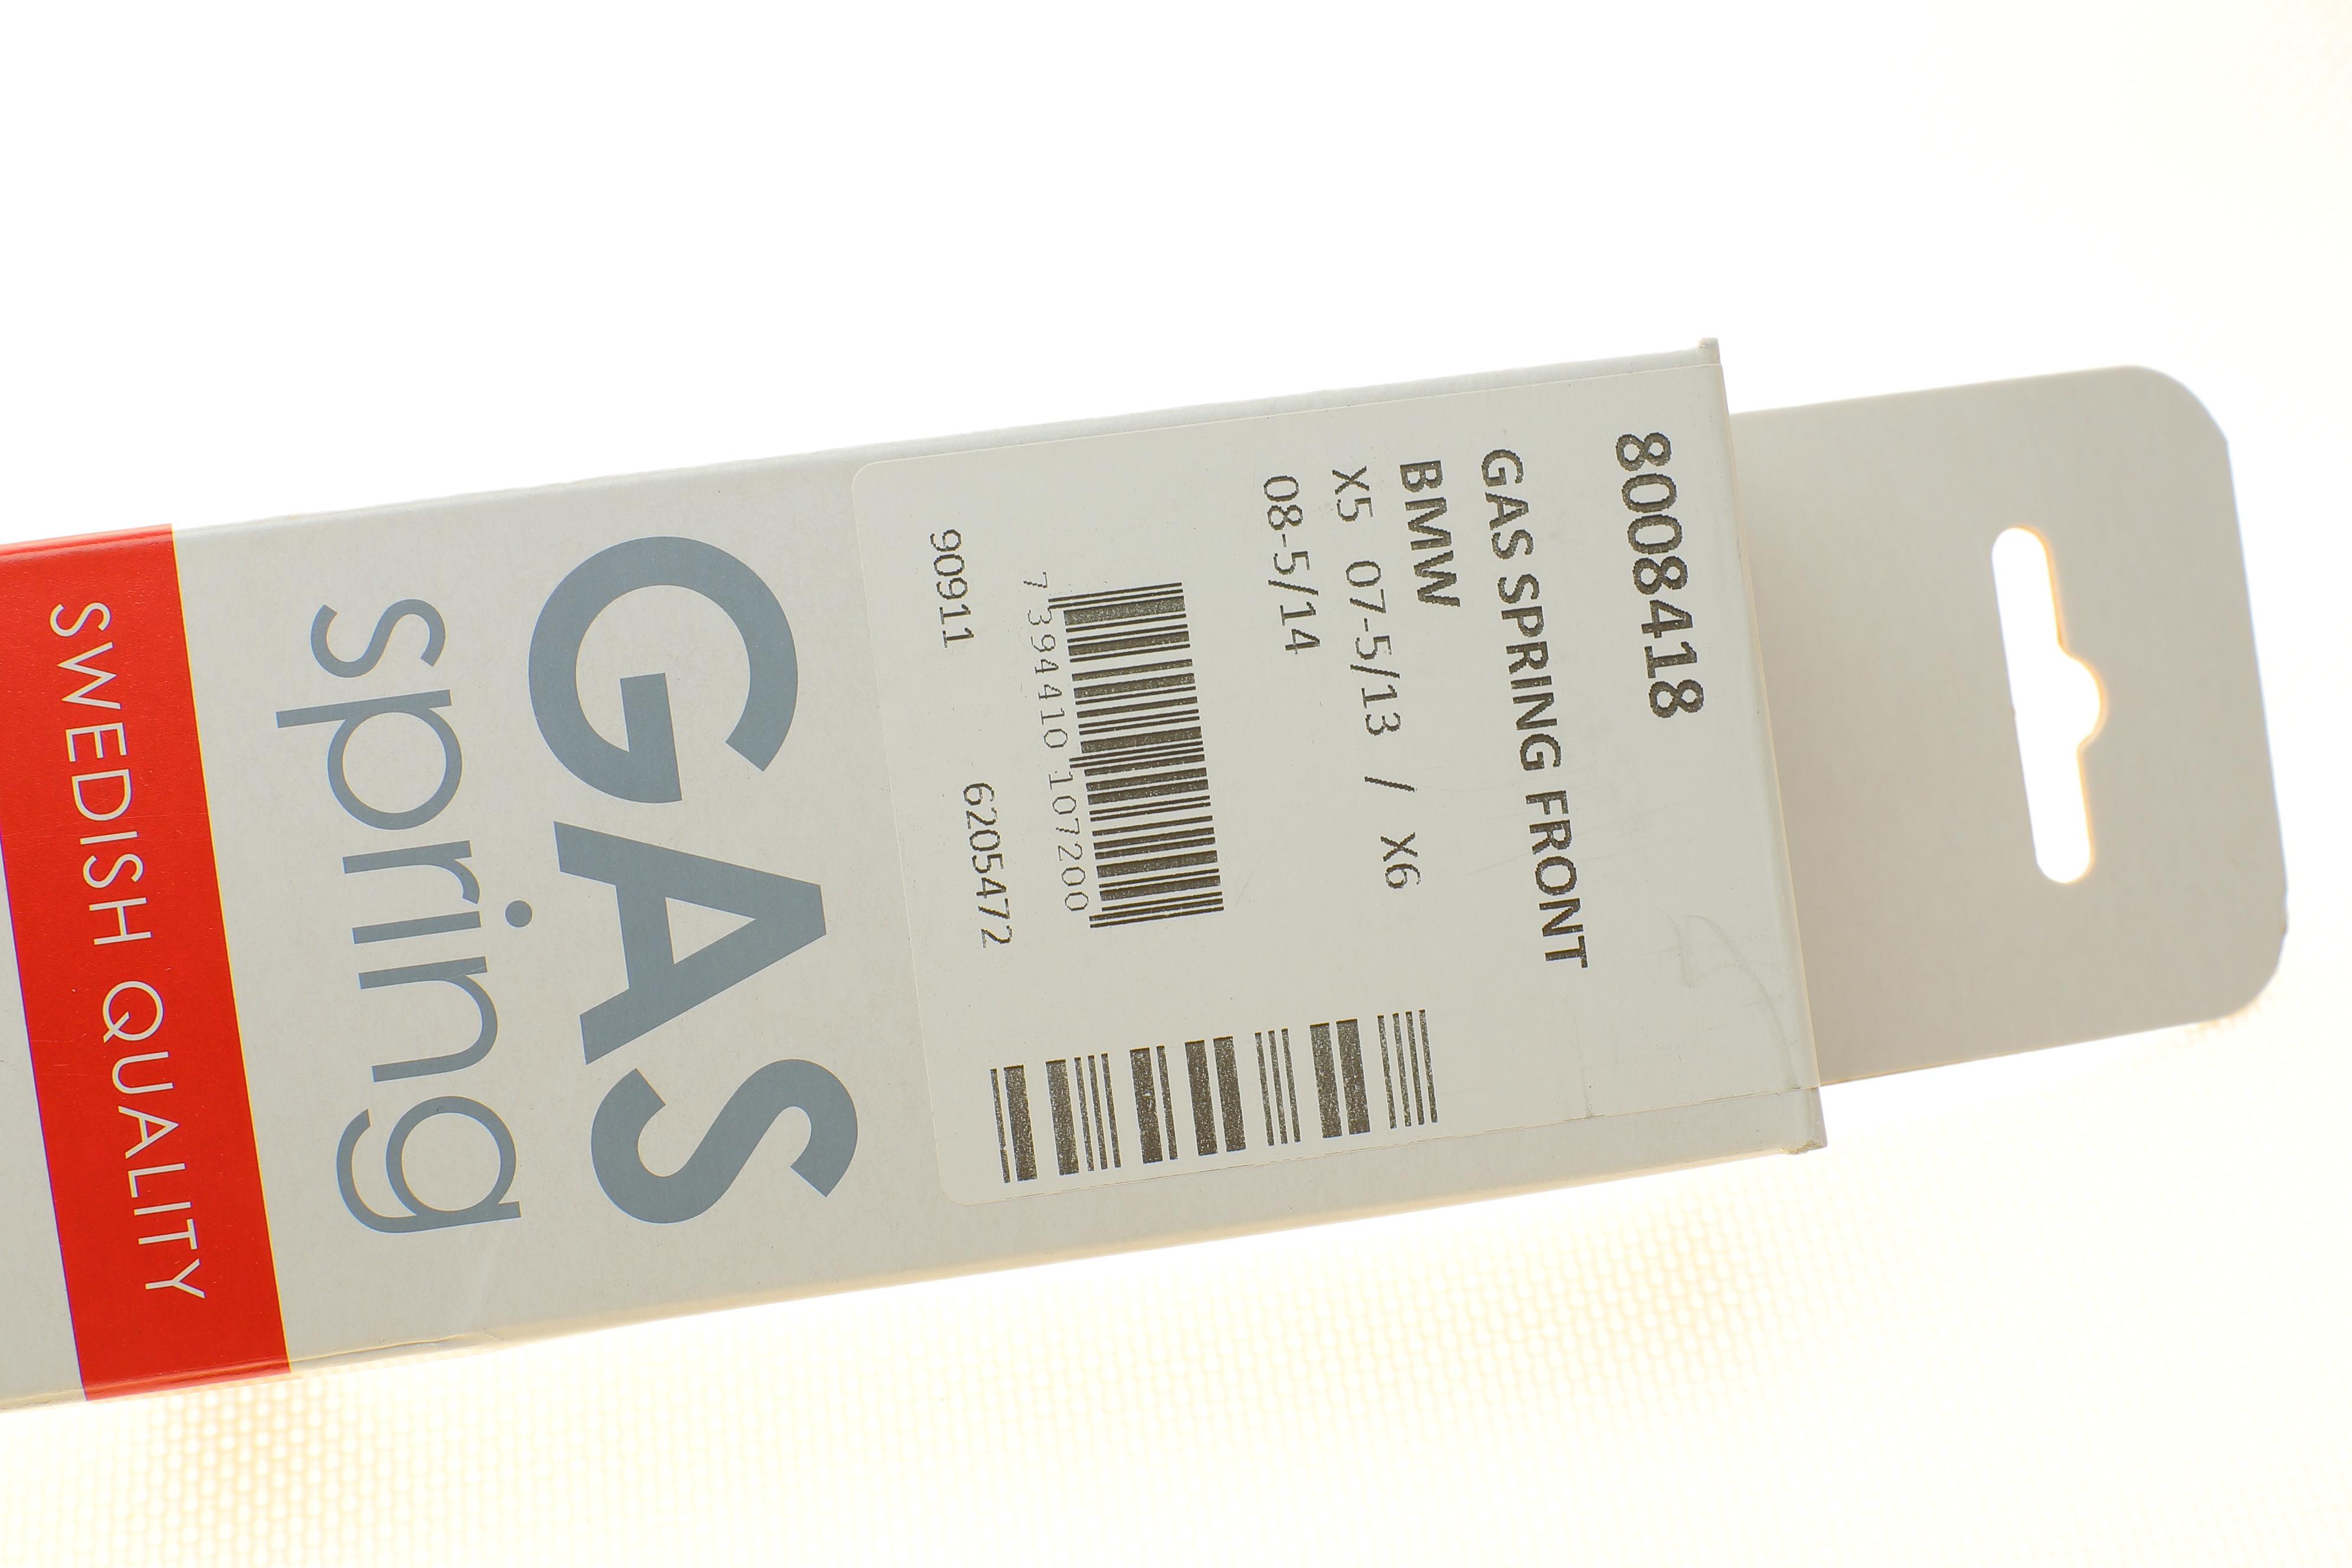 8008418
GAS SPRING FRONT
BMW
X5 07-5/13 / X6
08-5/14
7 394410 107200
90911 6205472
GAS
spring
SWEDISH QUALITY